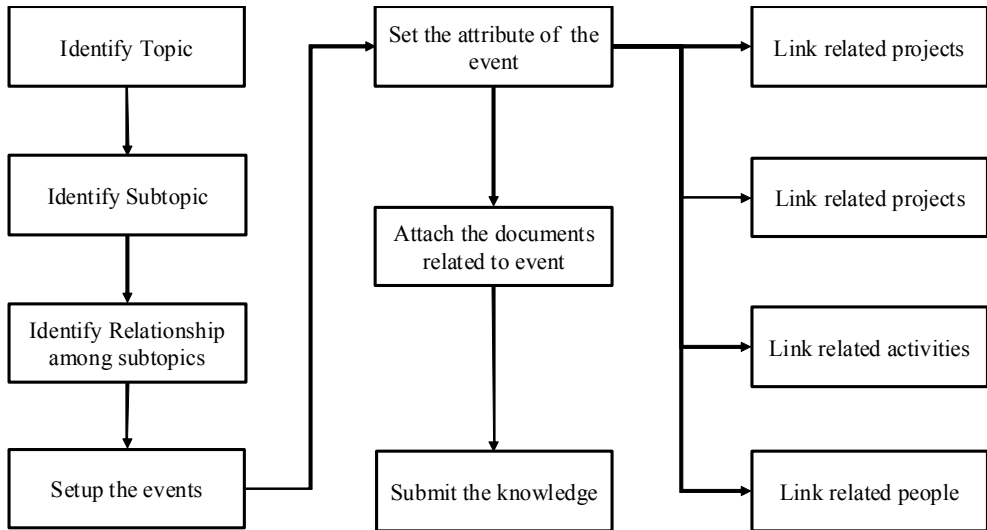 Identify Topic
Identify Subtopic
Identify Relationship
among subtopics
Setup the events
Set the attribute of the
event
Attach the documents
related to event
Submit the knowledge
Link related projects
Link related projects
Link related activities
Link related people